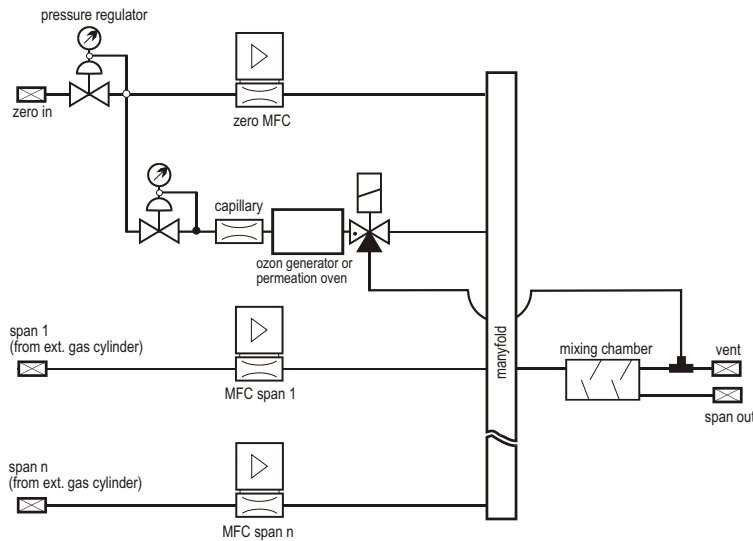 pressure regulator
zero in
zero MFC
capillary
ozon generator or
permeation oven
span 1
(from ext. gas cylinder)
MFC span 1
manyfold
mixing chamber
vent
span out
span n
(from ext. gas cylinder)
MFC span n